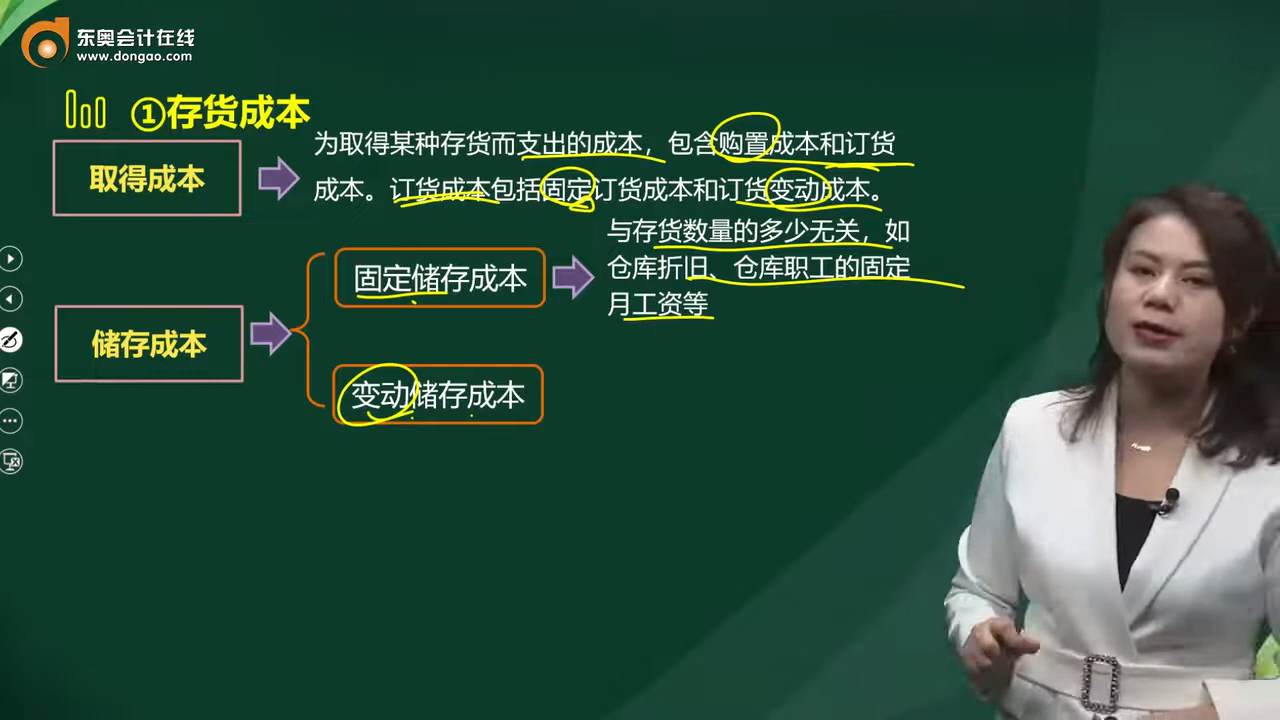 东奥会计在线
www.dongao.com
①存货成本
取得成本
为取得某种存货而支出的成本，包含购置成本和订货
成本。订货成本包括固定订货成本和订货变动成本。
储存成本
固定储存成本
与存货数量的多少无关，如
仓库折旧、仓库职工的固定
月工资等
变动储存成本